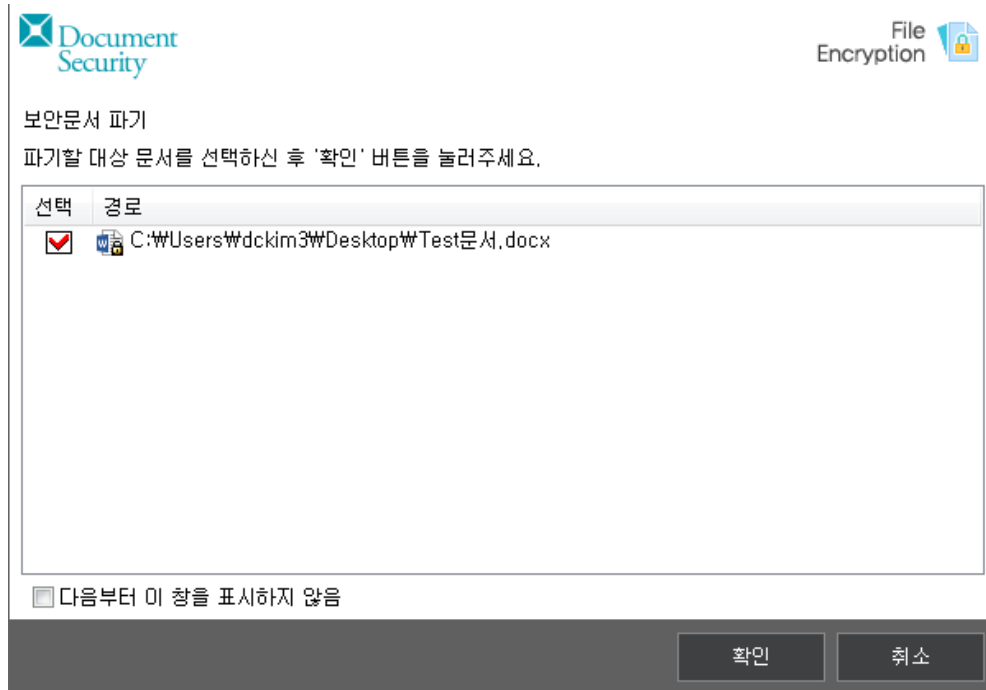 Document
Security
File
Encryption
보안문서 파기
파기할 대상 문서를 선택하신 후 '확인' 버튼을 눌러주세요.
선택 경로
C:₩Users₩dckim3₩Desktop₩Test문서.docx
다음부터 이 창을 표시하지 않음
확인 취소